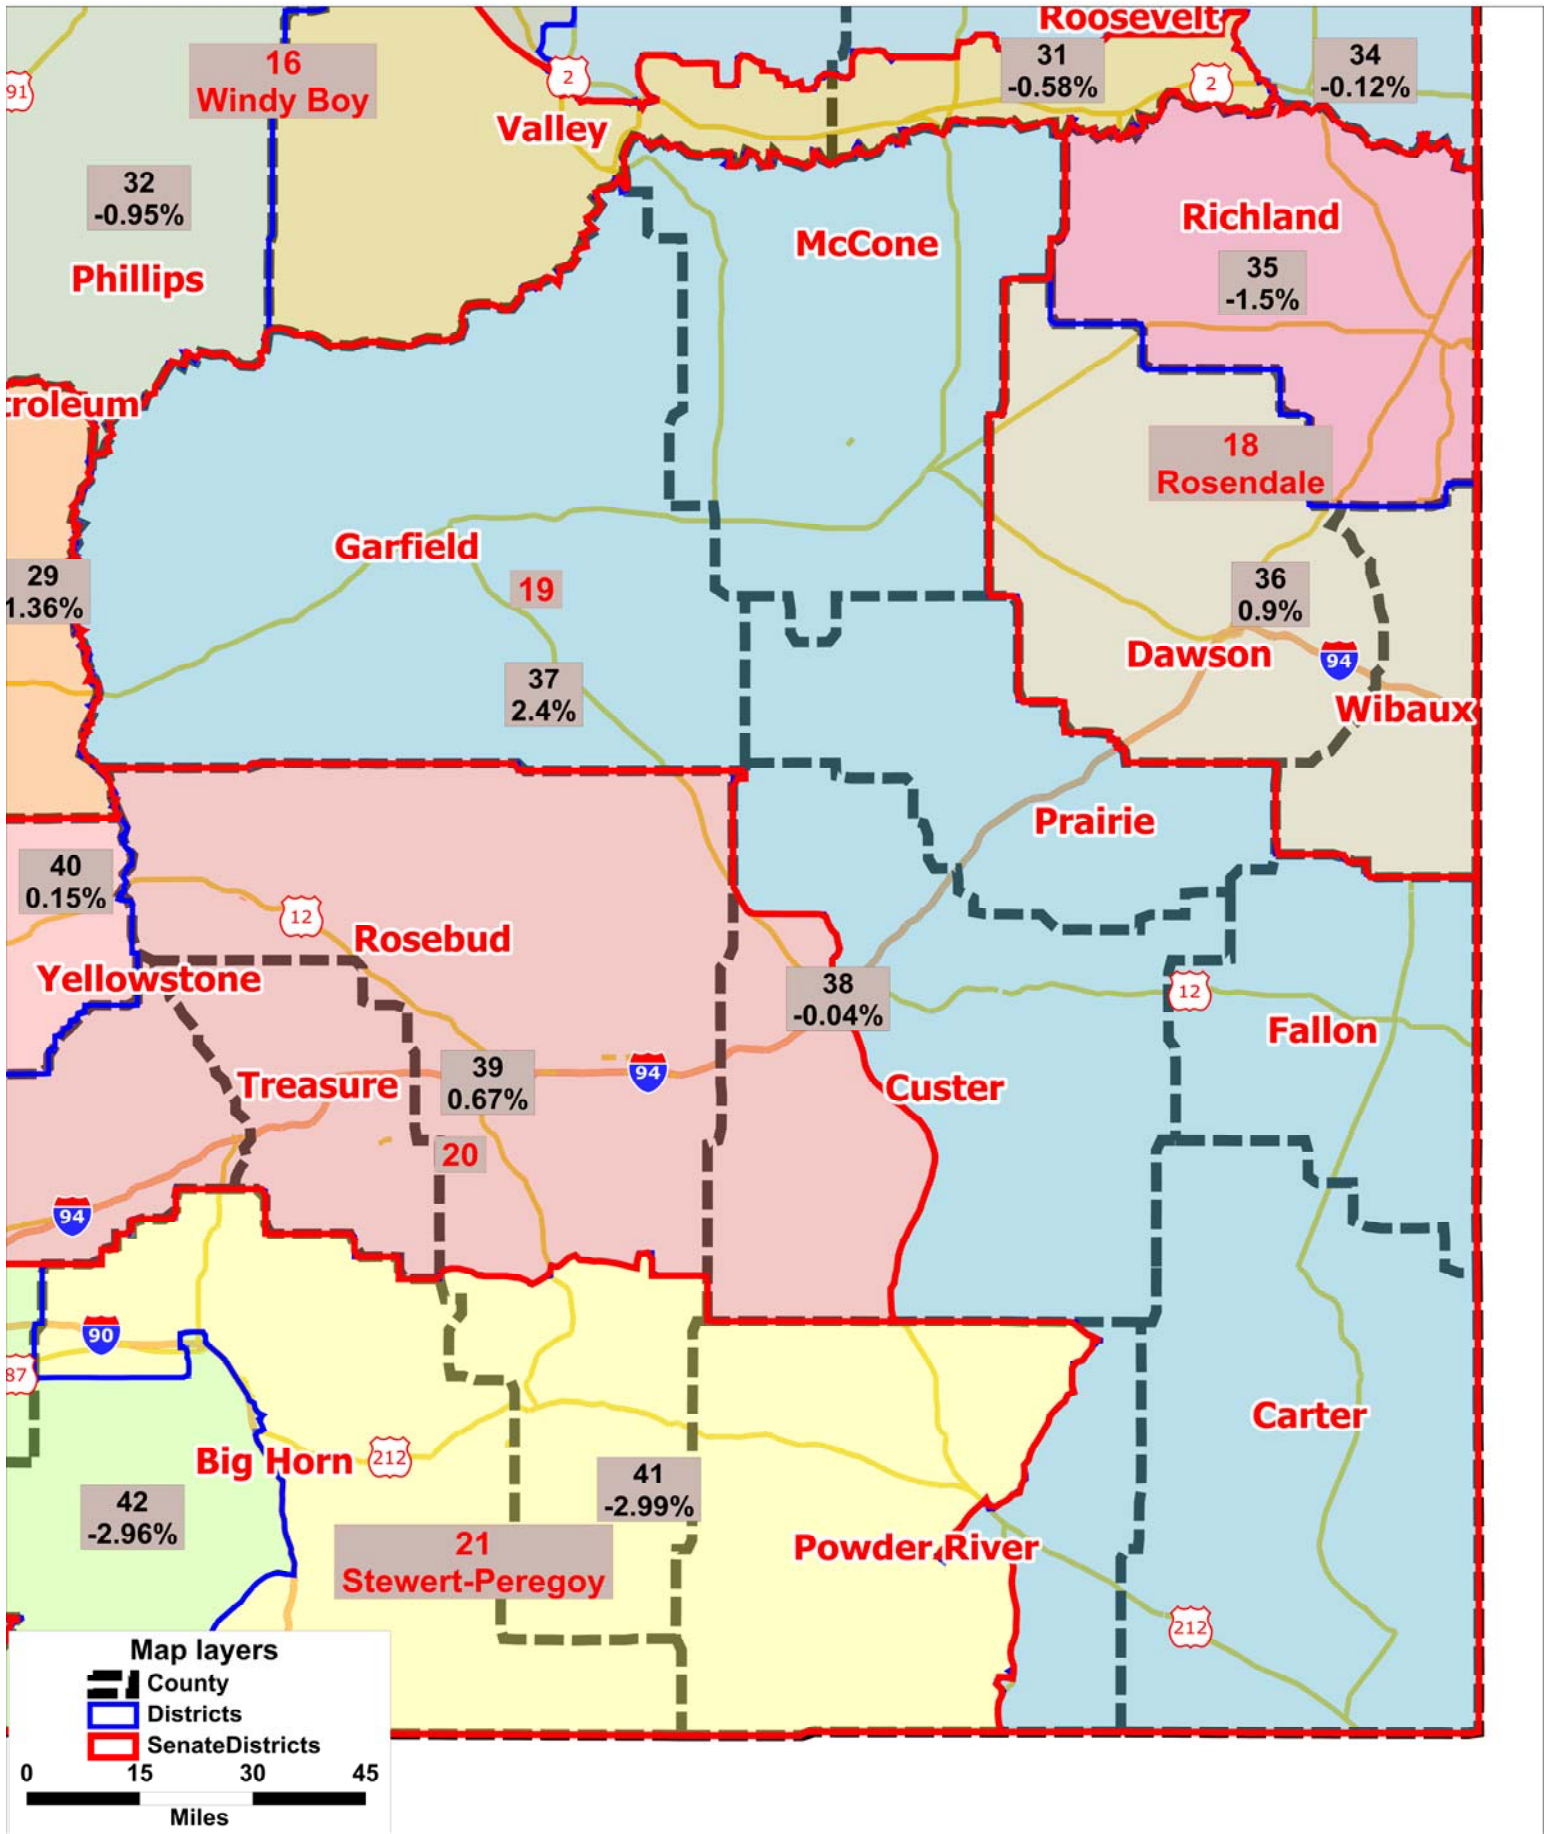 Roosevelt
16
Windy Boy
31
-0.58%
34
-0.12%
2
2
91
Valley
32
-0.95%
Richland
McCone
Phillips
35
-1.5%
troleum
18
Rosendale
Garfield
29
1.36%
19
36
0.9%
Dawson
94
37
2.4%
Wibaux
Prairie
40
0.15%
12
Rosebud
Yellowstone
38
-0.04%
12
Fallon
39
0.67%
94
Treasure
Custer
20
94
90
87
Carter
Big Horn
212
41
-2.99%
42
-2.96%
21
Stewert-Peregoy
Powder River
212
Map layers
County
Districts
SenateDistricts
0 15 30 45
Miles